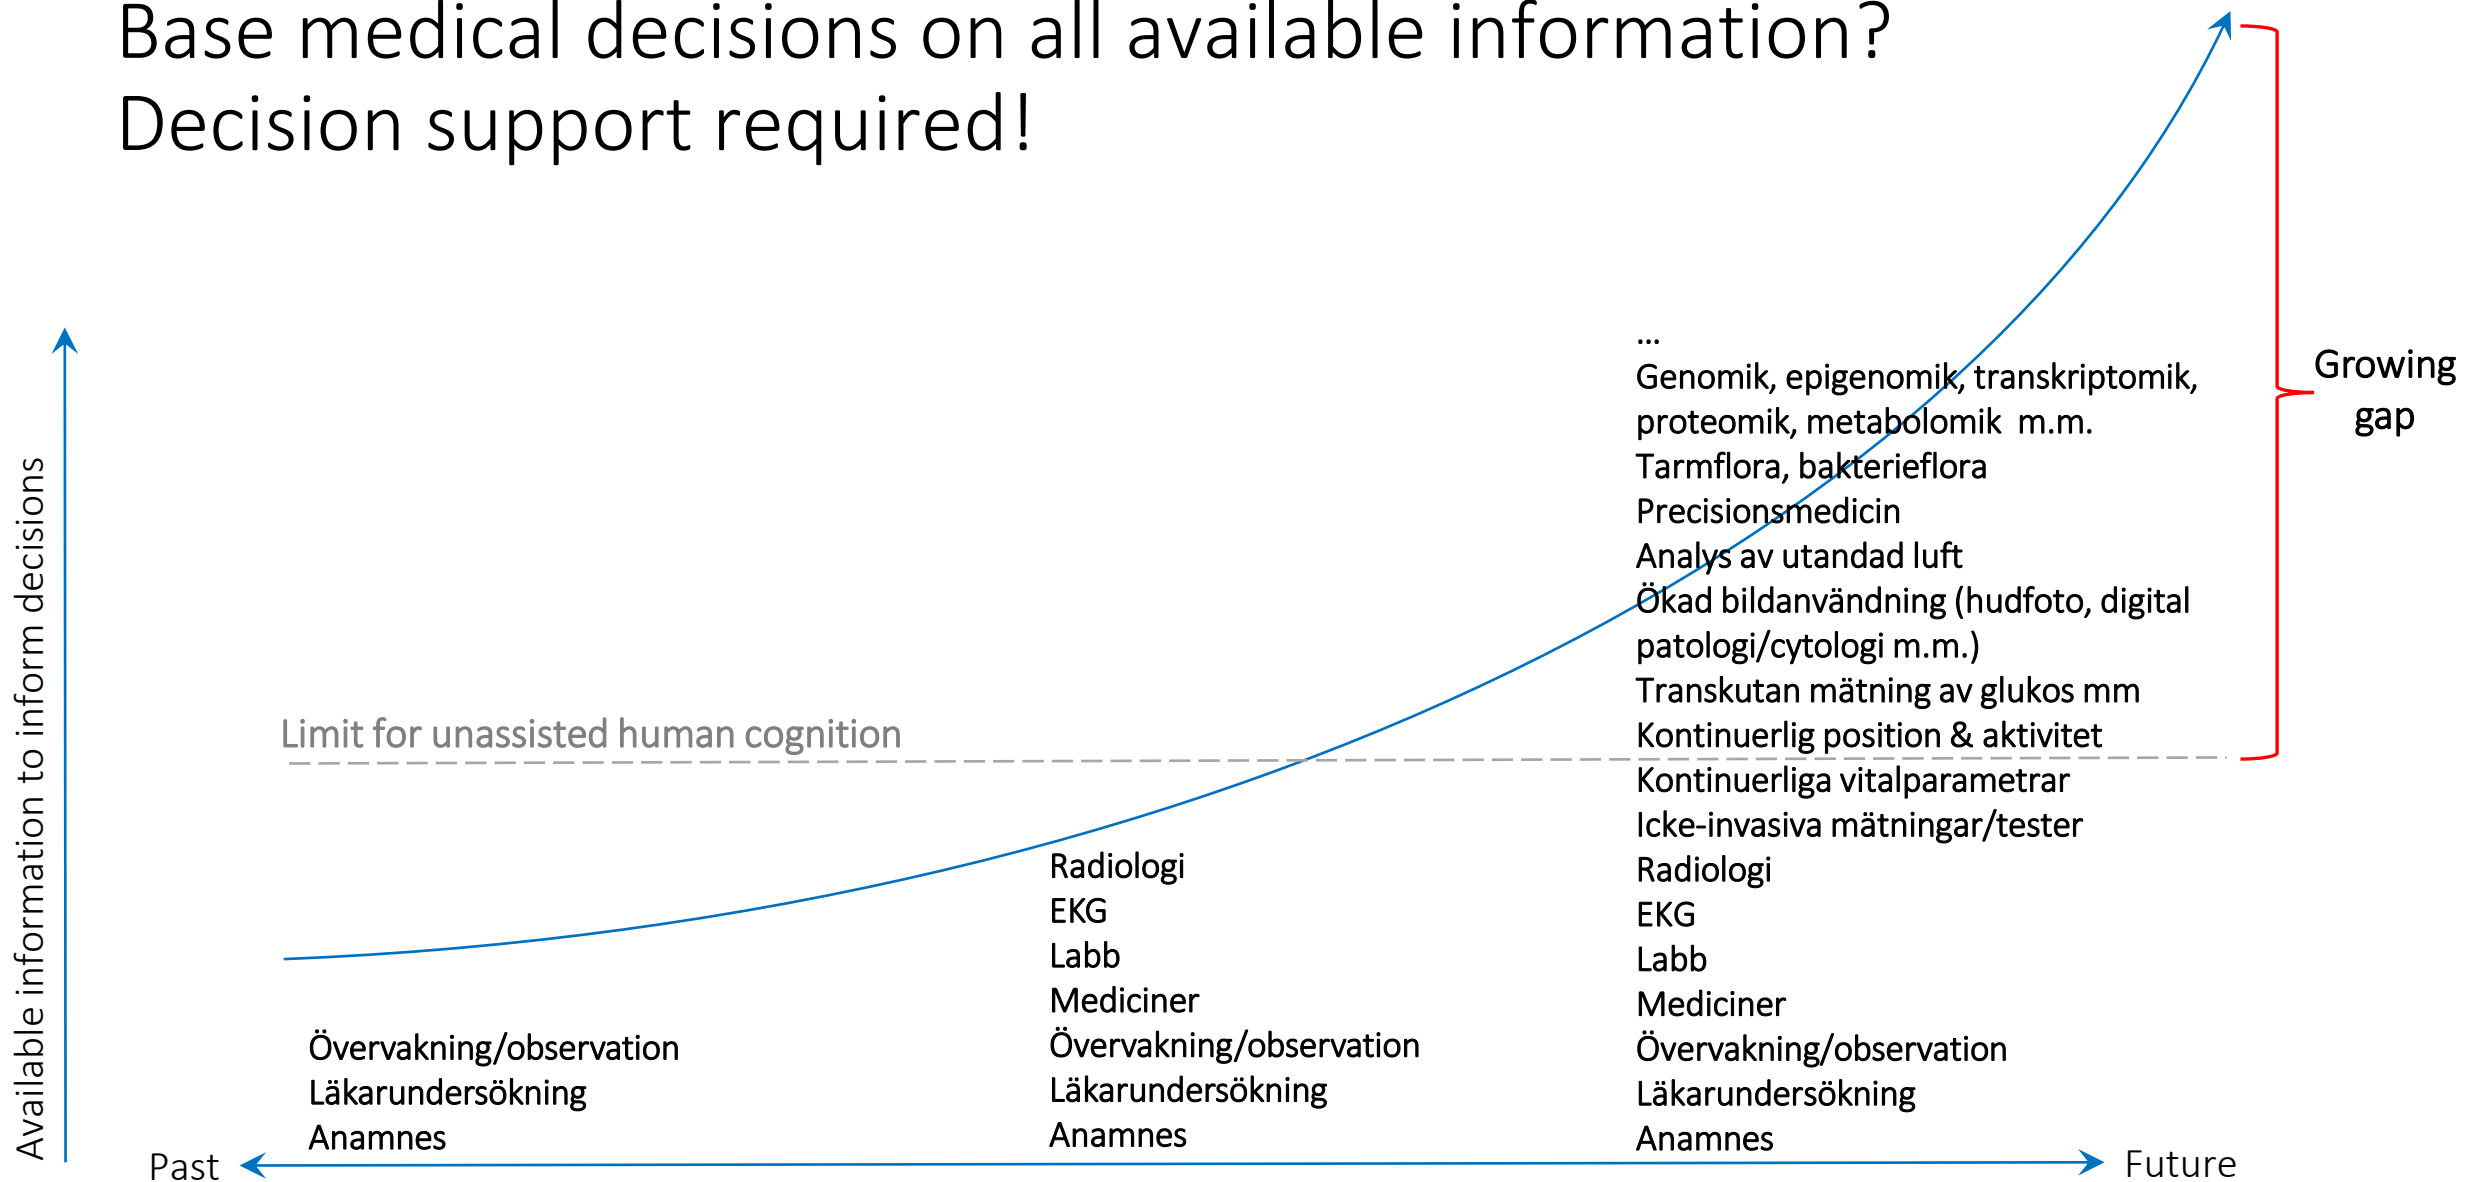 Base medical decisions on all available information?
Decision support required!
Available information to inform decisions
Limit for unassisted human cognition
Övervakning/observation
Läkarundersökning
Anamnes
Radiologi
EKG
Labb
Mediciner
Övervakning/observation
Läkarundersökning
Anamnes
...
Genomik, epigenomik, transkriptomik,
proteomik, metabolomik  m.m.
Tarmflora, bakterieflora
Precisionsmedicin
Analys av utandad luft
Ökad bildanvändning (hudfoto, digital
patologi/cytologi m.m.)
Transkutan mätning av glukos mm
Kontinuerlig position & aktivitet
Kontinuerliga vitalparametrar
Icke-invasiva mätningar/tester
Radiologi
EKG
Labb
Mediciner
Övervakning/observation
Läkarundersökning
Anamnes
Growing
gap
Past
Future